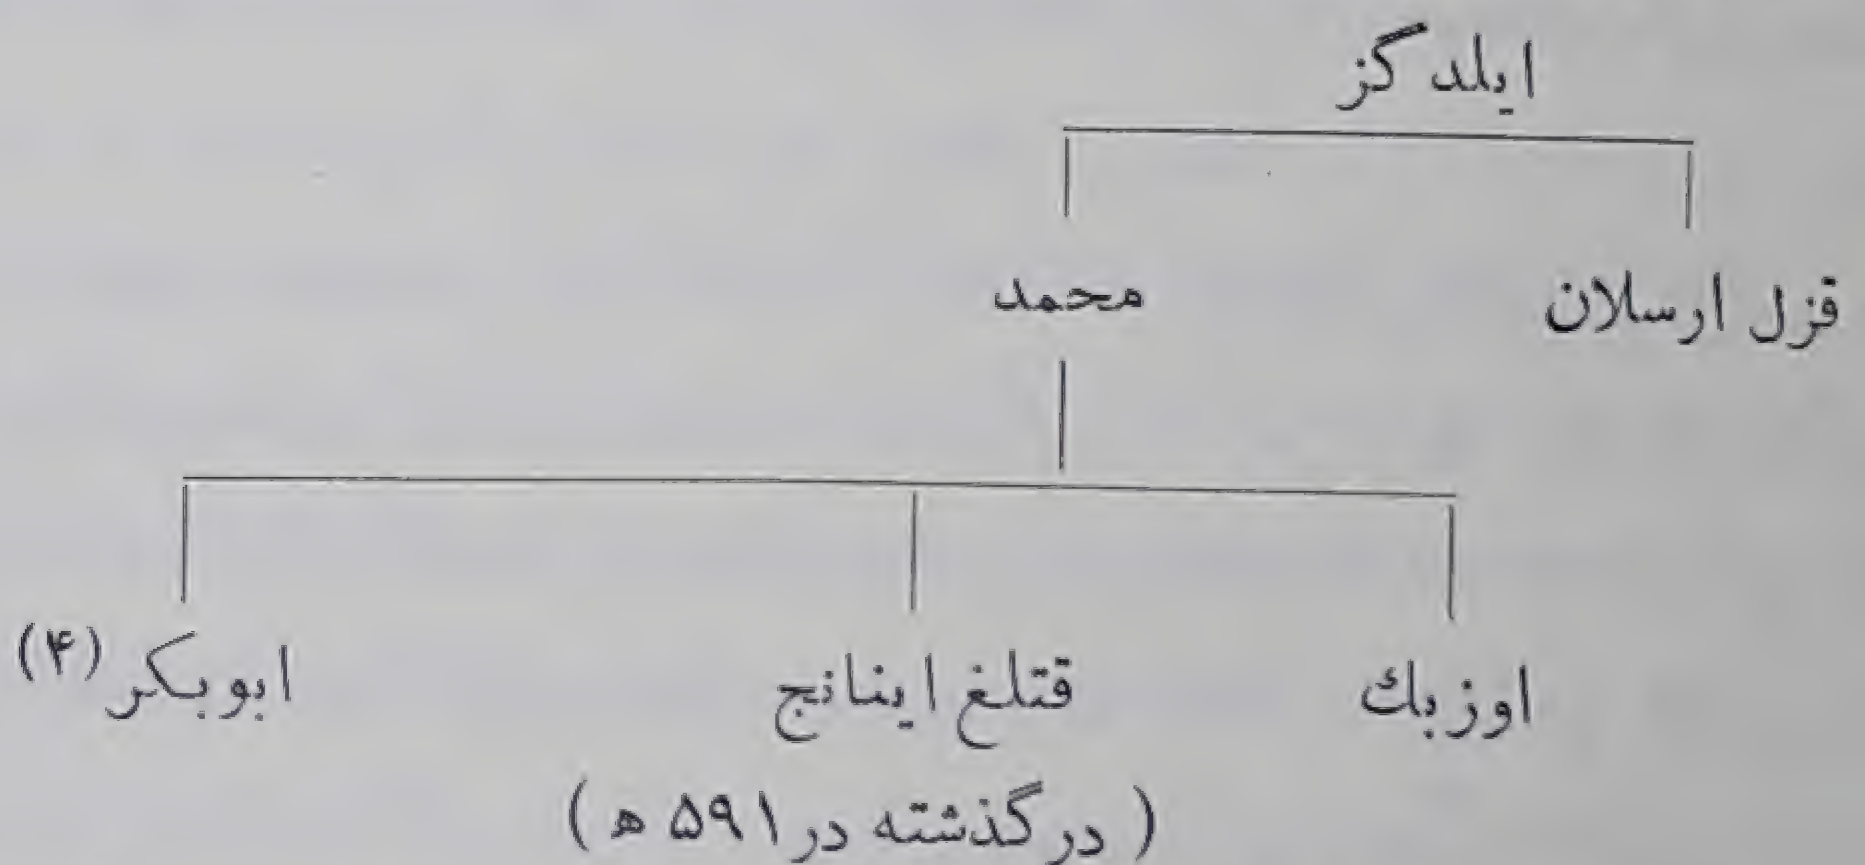 ایلدگز
قزل ارسلان محمد
اوزبك قتلغ اینانج ابوبکر (۴)
( درگذشته در ۵۹۱ ه )